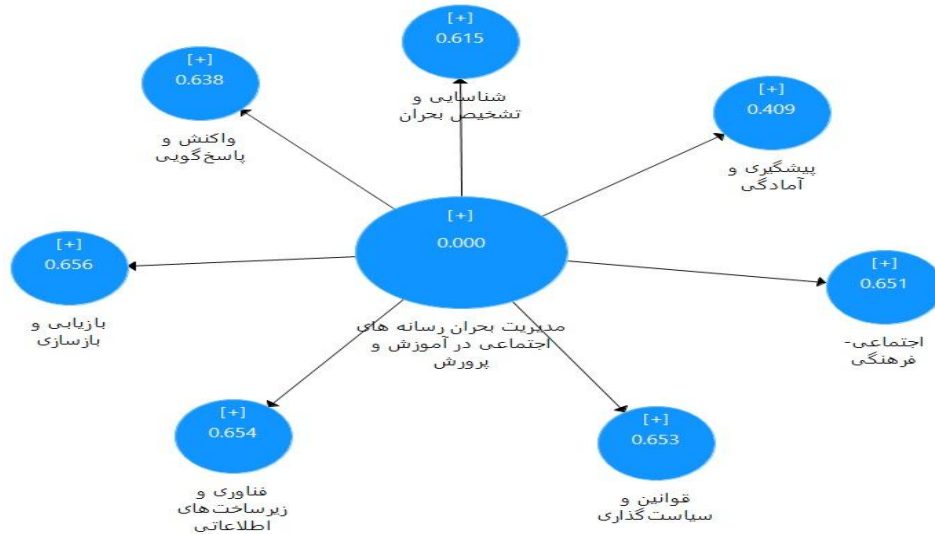 [+]
0.615
شناسایی و
تشخیص بحران
[+]
0.638
واکنش و
پاسخ‌گویی
[+]
0.409
پیشگیری و
آمادگی
[+]
0.000
مدیریت بحران رسانه های
اجتماعی در آموزش و
پرورش
[+]
0.656
بازیابی و
بازسازی
[+]
0.651
اجتماعی-
فرهنگی
[+]
0.654
فناوری و
زیرساخت‌های
اطلاعاتی
[+]
0.653
قوانین و
سیاست‌گذاری